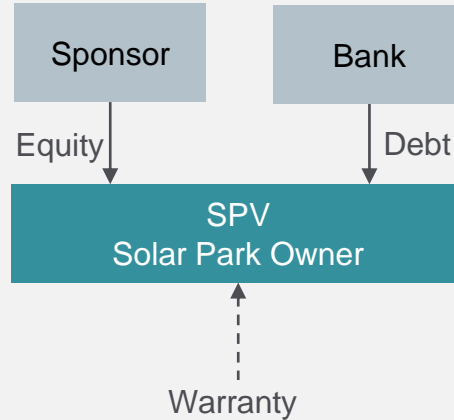 Sponsor
Bank
Equity
Debt
SPV
Solar Park Owner
Warranty